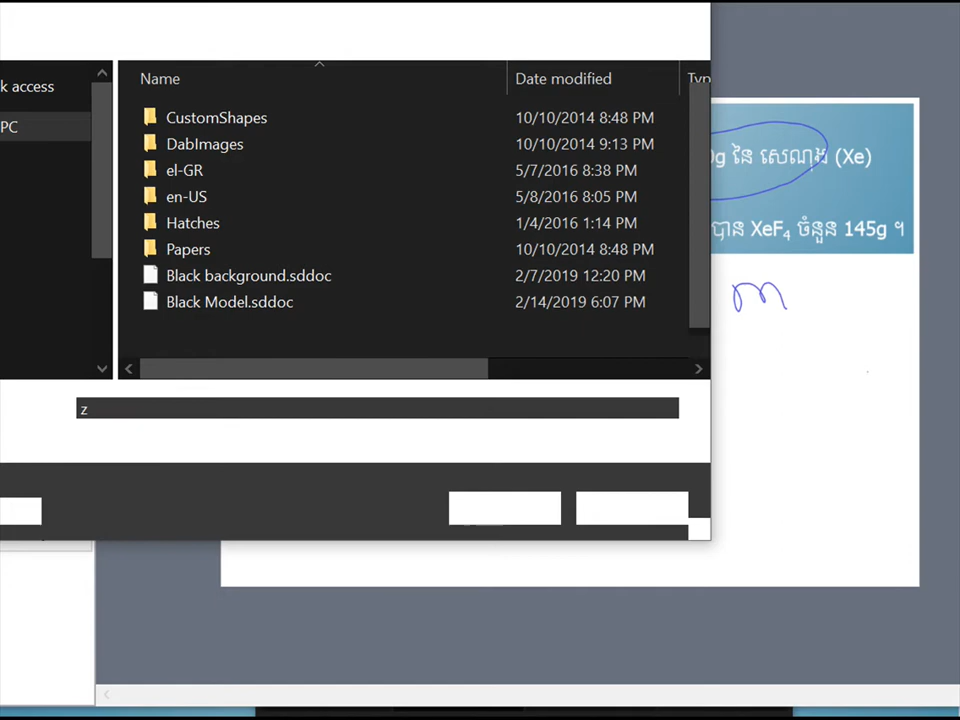 k access
PC
Name Date modified Typ
CustomShapes 10/10/2014 8:48 PM
DabImages 10/10/2014 9:13 PM
el-GR 5/7/2016 8:38 PM
en-US 5/8/2016 8:05 PM
Hatches 1/4/2016 1:14 PM
Papers 10/10/2014 8:48 PM
Black background.sddoc 2/7/2019 12:20 PM
Black Model.sddoc 2/14/2019 6:07 PM
z
g នៃ សេណុង (Xe)
បាន XeF₄ ចំនួន 145g ។
m